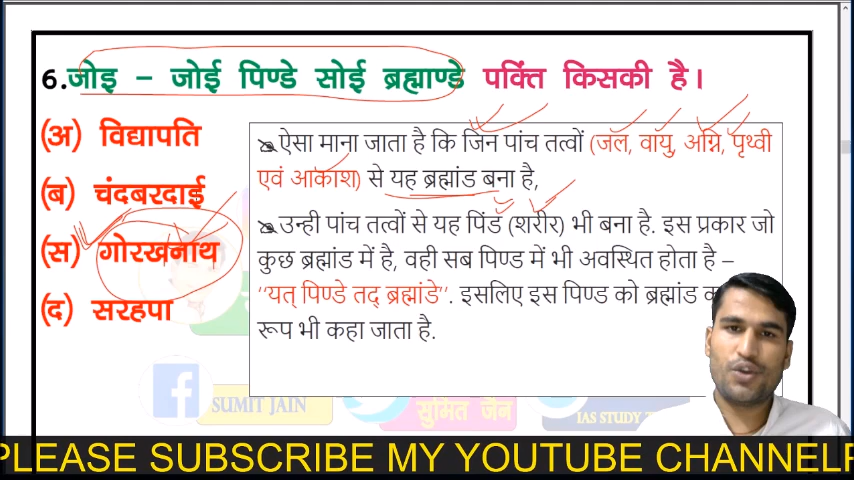 6.जोइ – जोई पिण्डे सोई ब्रह्माण्डे पक्तिं किसकी है।
(अ) विद्यापति
(ब) चंदबरदाई
(स) गोरखनाथ
(द) सरहपा
ऐसा माना जाता है कि जिन पांच तत्वों (जल, वायु, अग्नि, पृथ्वी
एवं आकाश) से यह ब्रह्मांड बना है,
उन्ही पांच तत्वों से यह पिंड (शरीर) भी बना है. इस प्रकार जो
कुछ ब्रह्मांड में है, वही सब पिण्ड में भी अवस्थित होता है –
"यत् पिण्डे तद् ब्रह्मांडे". इसलिए इस पिण्ड को ब्रह्मांड
रूप भी कहा जाता है.
SUMIT JAIN
सुमित जैन
IAS STUDY
PLEASE SUBSCRIBE MY YOUTUBE CHANNEL